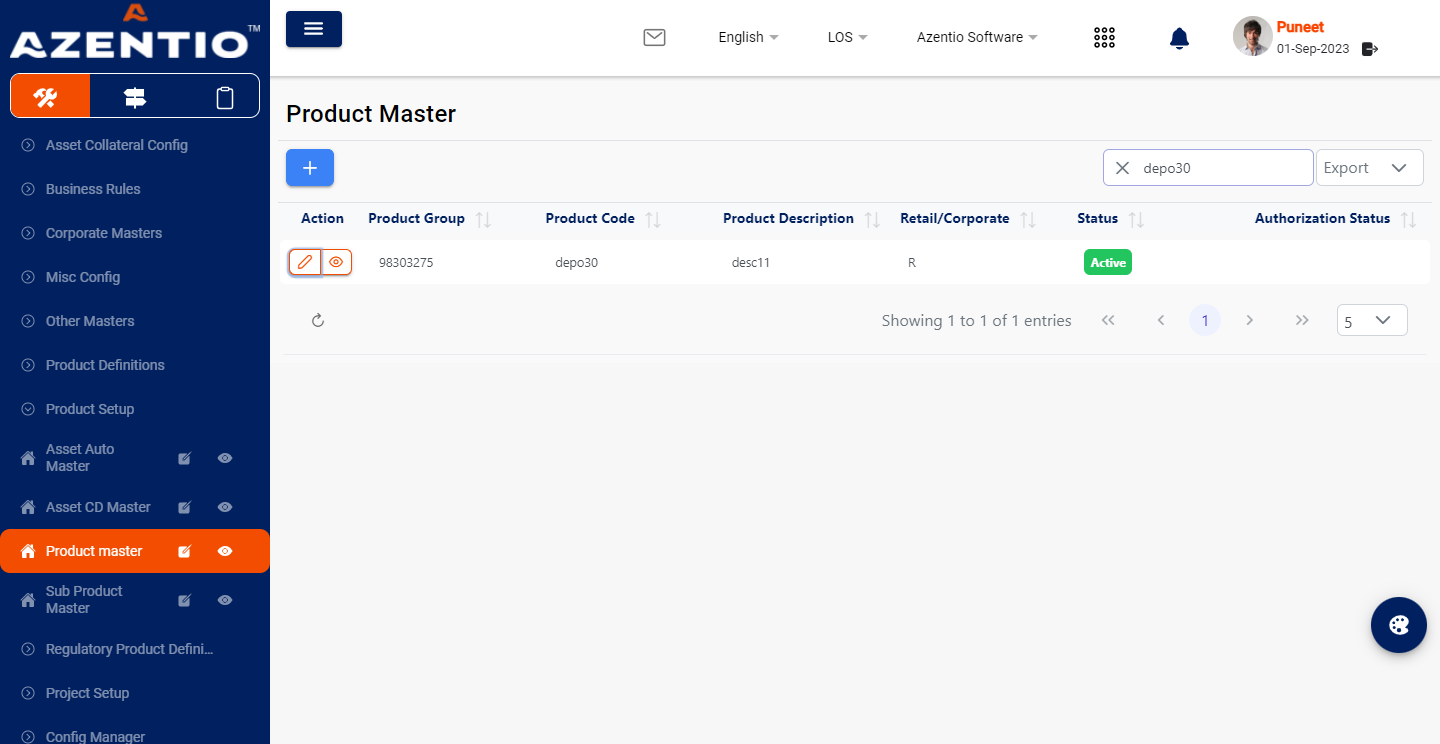 AZENTIO™
English
LOS
Azentio Software
Puneet
01-Sep-2023
Asset Collateral Config
Business Rules
Corporate Masters
Misc Config
Other Masters
Product Definitions
Product Setup
Asset Auto
Master
Asset CD Master
Product master
Sub Product
Master
Regulatory Product Defini...
Project Setup
Config Manager
Product Master
depo30
Export
Action
Product Group
Product Code
Product Description
Retail/Corporate
Status
Authorization Status
98303275
depo30
desc11
R
Active
Showing 1 to 1 of 1 entries
1
5